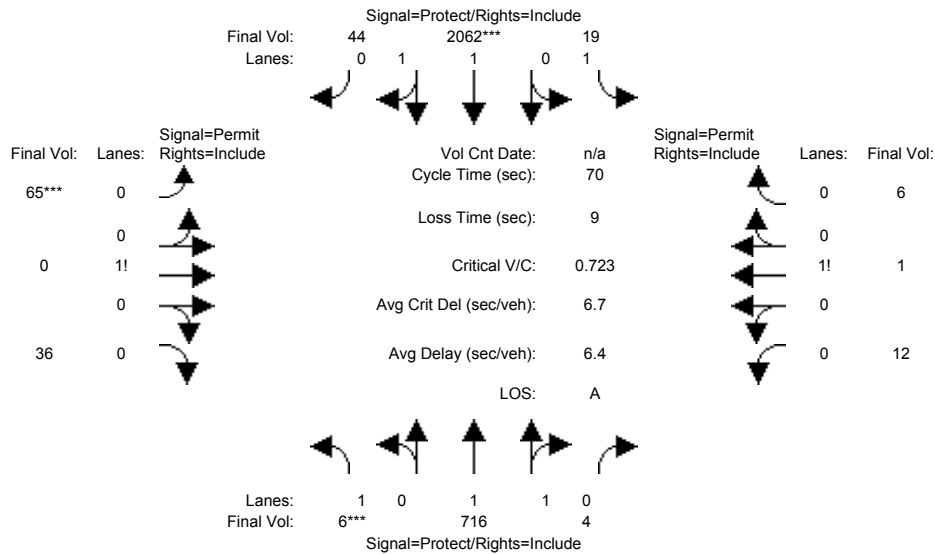 Signal=Protect/Rights=Include
Final Vol: 44 2062*** 19
Lanes: 0 1 1 0 1
Signal=Permit Signal=Permit
Final Vol: Lanes: Rights=Include Vol Cnt Date: n/a Rights=Include Lanes: Final Vol:
Cycle Time (sec): 70
65*** 0 0 6
Loss Time (sec): 9
0 0
0 1! Critical V/C: 0.723 1! 1
0 Avg Crit Del (sec/veh): 6.7 0
36 0 Avg Delay (sec/veh): 6.4 0 12
LOS: A
Lanes: 1 0 1 1 0
Final Vol: 6*** 716 4
Signal=Protect/Rights=Include